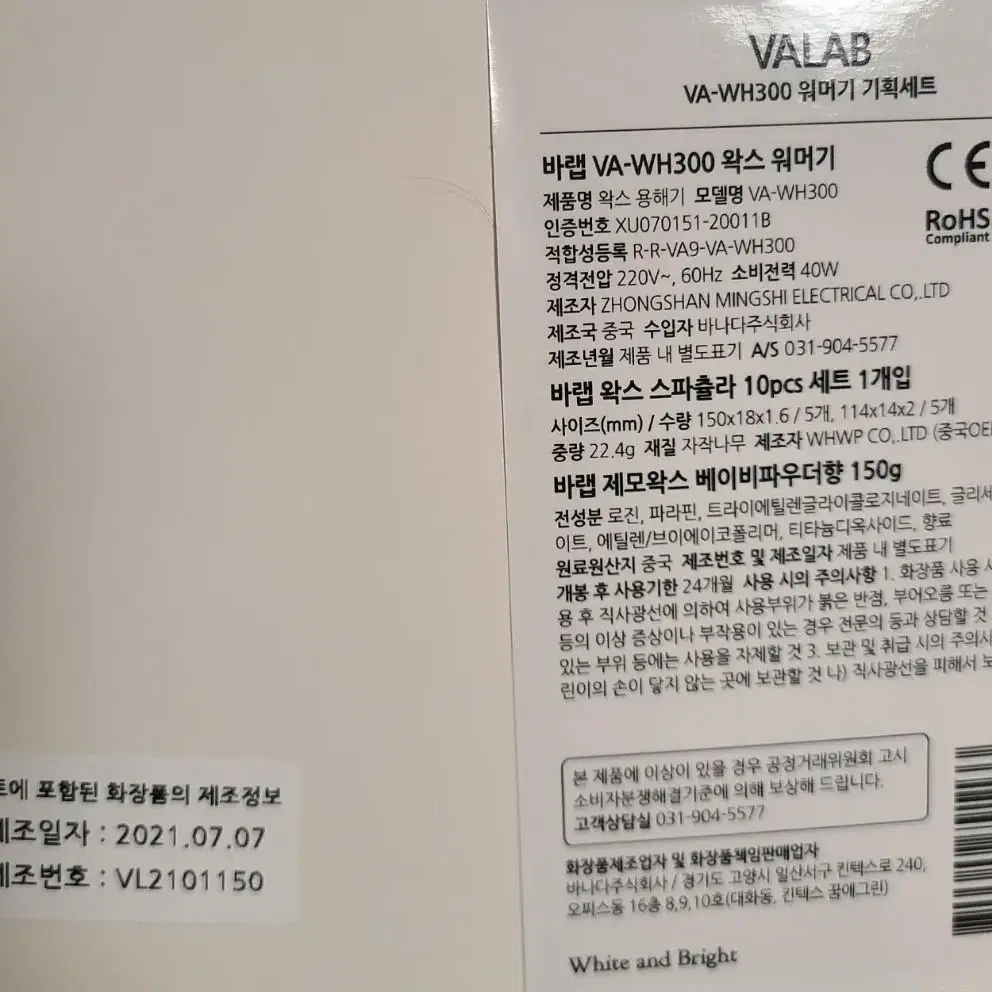 VALAB
VA-WH300 워머기 기획세트
바랩 VA-WH300 왁스 워머기
제품명 왁스 용해기 모델명 VA-WH300
인증번호 XU070151-20011B
적합성등록 R-R-VA9-VA-WH300
정격전압 220V~, 60Hz 소비전력 40W
제조자 ZHONGSHAN MINGSHI ELECTRICAL CO,.LTD
제조국 중국 수입자 바나다주식회사
제조년월 제품 내 별도표기 A/S 031-904-5577
CE
RoHS
Compliant
바랩 왁스 스파츌라 10pcs 세트 1개입
사이즈(mm) / 수량 150x18x1.6 / 5개, 114x14x2 / 5개
중량 22.4g 재질 자작나무 제조자 WHWP CO,.LTD (중국OE
바랩 제모왁스 베이비파우더향 150g
전성분 로진, 파라핀, 트라이에틸렌글라이콜로지네이트, 글리세
이트, 에틸렌/브이에이코폴리머, 티타늄디옥사이드, 향료
원료원산지 중국 제조번호 및 제조일자 제품 내 별도표기
개봉 후 사용기한 24개월 사용 시의 주의사항 1. 화장품 사용 시
용 후 직사광선에 의하여 사용부위가 붉은 반점, 부어오름 또는
등의 이상 증상이나 부작용이 있는 경우 전문의 등과 상담할 것
있는 부위 등에는 사용을 자제할 것 3. 보관 및 취급 시의 주의사
린이의 손이 닿지 않는 곳에 보관할 것 나) 직사광선을 피해서 보
본 제품에 이상이 있을 경우 공정거래위원회 고시
소비자분쟁해결기준에 의해 보상해 드립니다.
고객상담실 031-904-5577
화장품제조업자 및 화장품책임판매업자
바나다주식회사 / 경기도 고양시 일산서구 킨텍스로 240,
오피스동 16층 8,9,10호(대화동, 킨텍스 꿈에그린)
White and Bright
트에 포함된 화장품의 제조정보
제조일자 : 2021.07.07
제조번호 : VL2101150